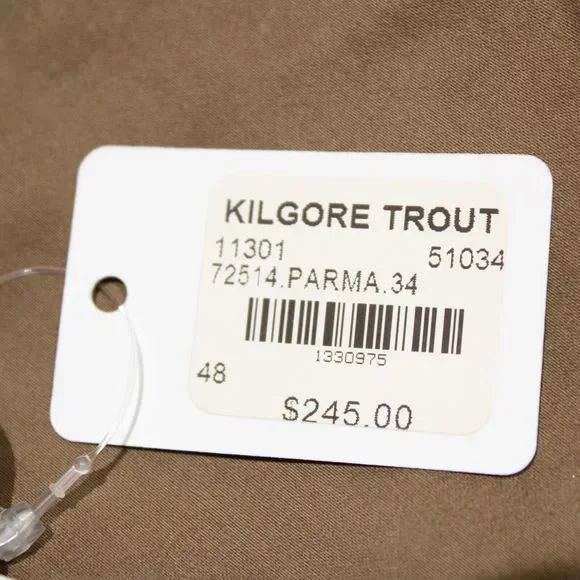 KILGORE TROUT
11301 51034
72514.PARMA.34
1330975
48
$245.00